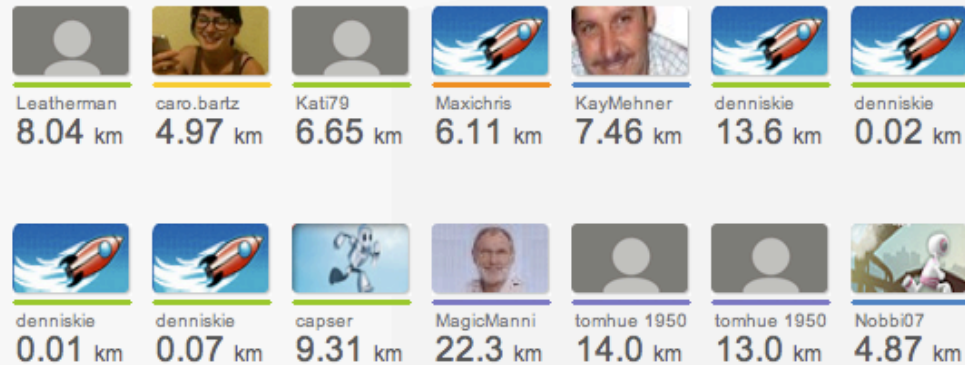 Leatherman caro.bartz Kati79 Maxichris KayMehner denniskie denniskie
8.04 km 4.97 km 6.65 km 6.11 km 7.46 km 13.6 km 0.02 km
denniskie denniskie capser MagicManni tomhue 1950 tomhue 1950 Nobbi07
0.01 km 0.07 km 9.31 km 22.3 km 14.0 km 13.0 km 4.87 km